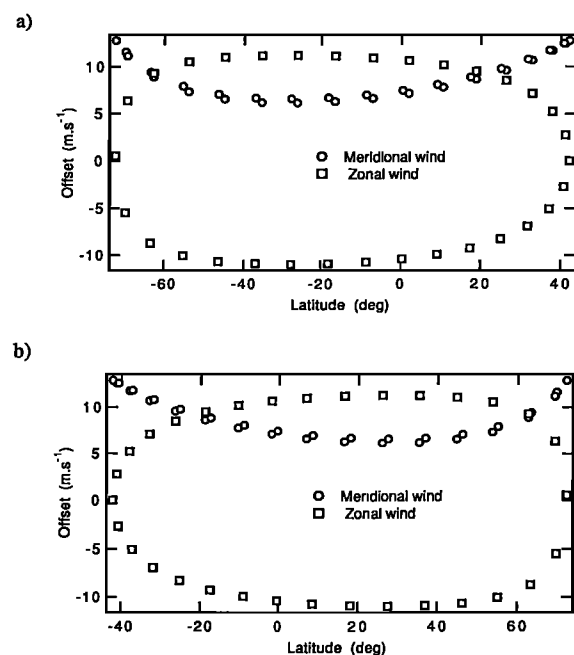 a)
10
5
0
-5
-10
Offset (m.s⁻¹)
○ Meridional wind
□ Zonal wind
-60 -40 -20 0 20 40
Latitude (deg)
b)
10
5
0
-5
-10
Offset (m.s⁻¹)
○ Meridional wind
□ Zonal wind
-40 -20 0 20 40 60
Latitude (deg)